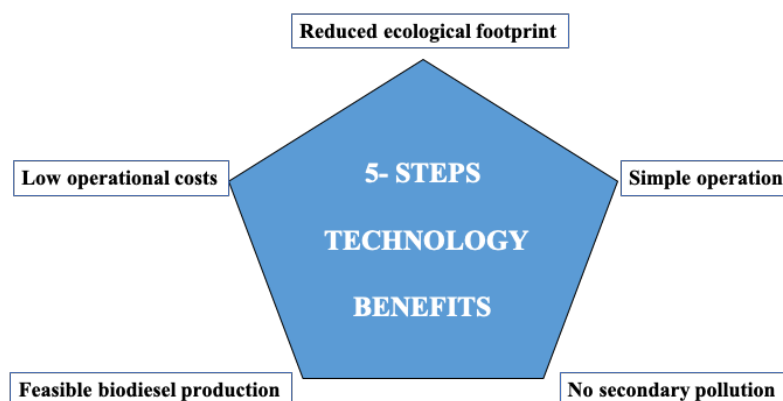 Reduced ecological footprint
Low operational costs
5- STEPS
TECHNOLOGY
BENEFITS
Simple operation
Feasible biodiesel production
No secondary pollution